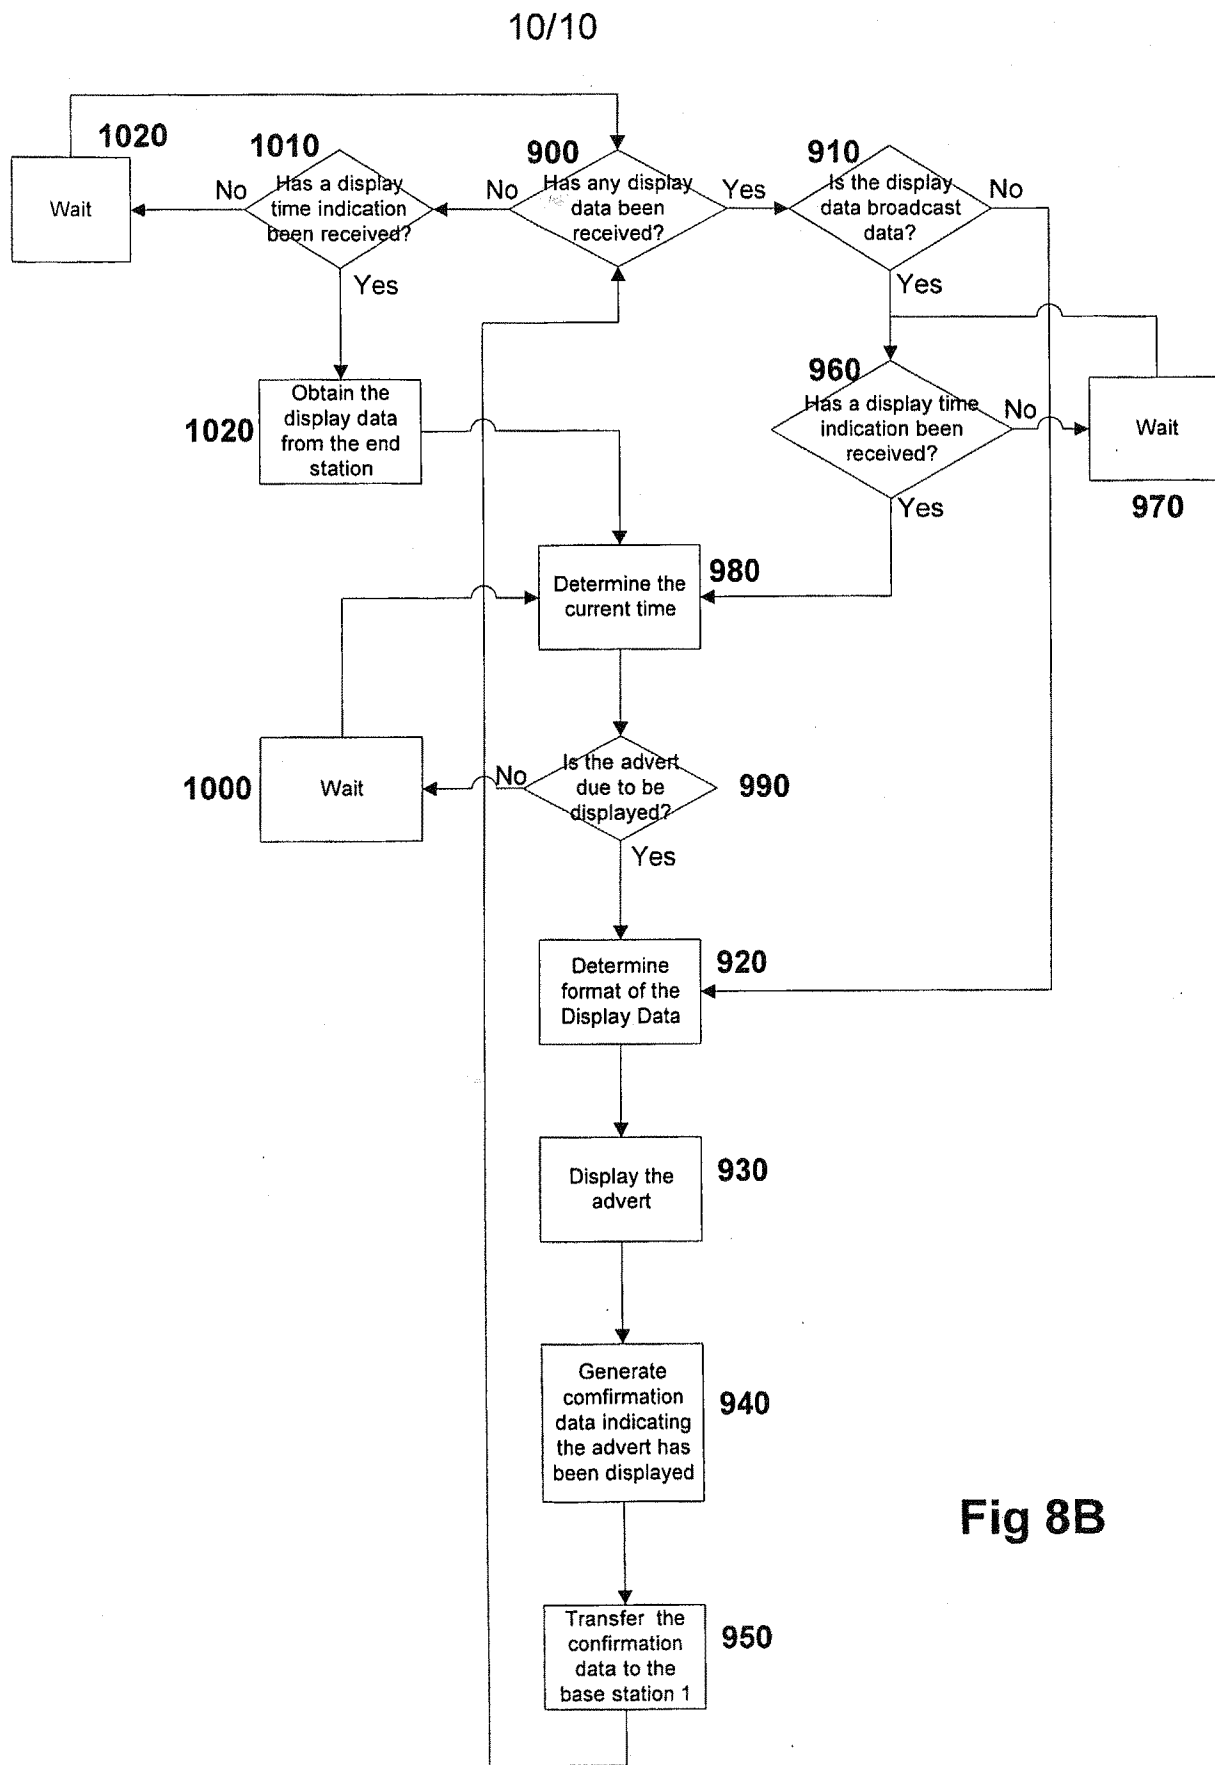 10/10
1020
1010
900
910
Wait
No
Has a display
time indication
been received?
No
Has any display
data been
received?
Yes
Is the display
data broadcast
data?
No
Yes
Yes
1020
Obtain the
display data
from the end
station
960
Has a display time
indication been
received?
No
Wait
970
Yes
Determine the
current time
980
1000
Wait
No
Is the advert
due to be
displayed?
990
Yes
Determine
format of the
Display Data
920
Display the
advert
930
Generate
comfirmation
data indicating
the advert has
been displayed
940
Fig 8B
Transfer the
confirmation
data to the
base station 1
950